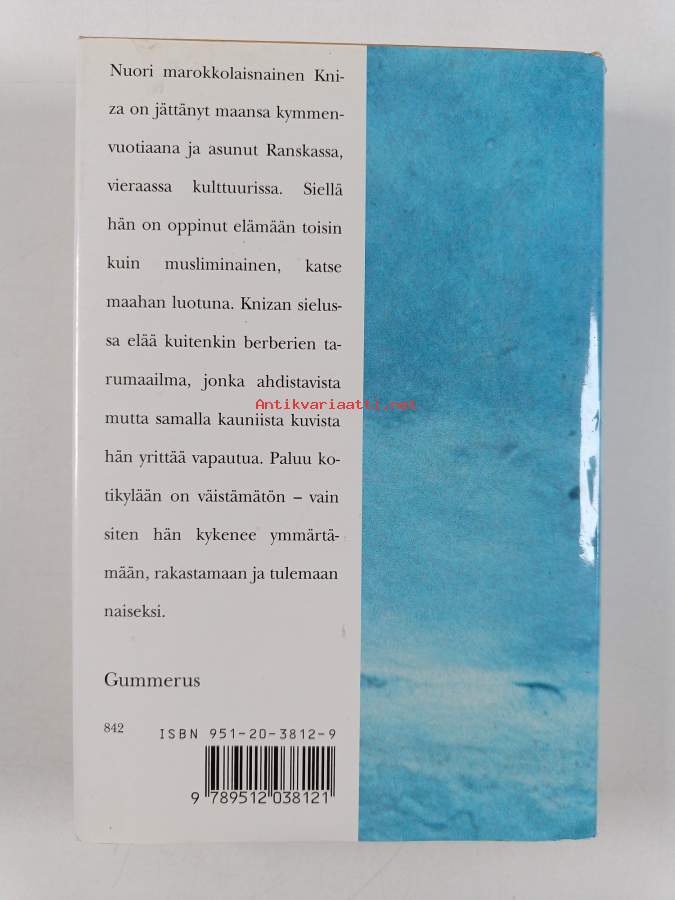 Nuori marokkolaisnainen Kni-
za on jättänyt maansa kymmen-
vuotiaana ja asunut Ranskassa,
vieraassa kulttuurissa. Siellä
hän on oppinut elämään toisin
kuin musliminainen, katse
maahan luotuna. Knizan sielus-
sa elää kuitenkin berberien ta-
rumaailma, jonka ahdistavista
Antikvariaatti.net
mutta samalla kauniista kuvista
hän yrittää vapautua. Paluu ko-
tikylään on väistämätön – vain
siten hän kykenee ymmärtä-
mään, rakastamaan ja tulemaan
naiseksi.
Gummerus
842 ISBN 951-20-3812-9
9 789512 038121